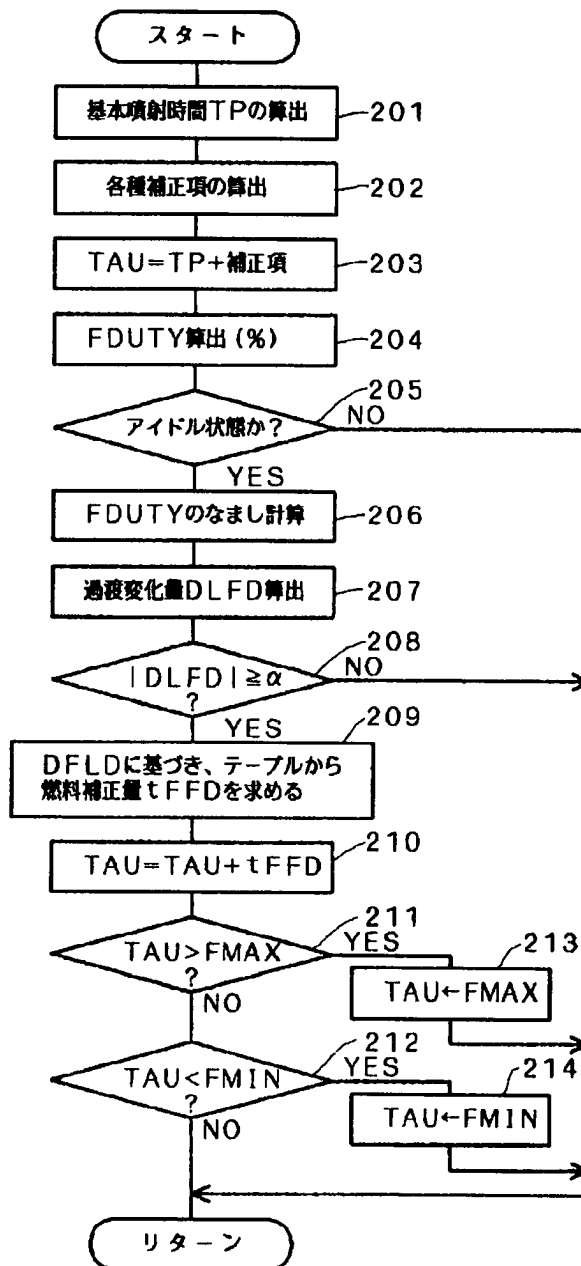 スタート
基本噴射時間TPの算出
201
各種補正項の算出
202
TAU=TP+補正項
203
FDUTY算出(%)
204
205
アイドル状態か?
NO
YES
FDUTYのなまし計算
206
過渡変化量DLFD算出
207
208
|DLFD|≧α
?
NO
YES
209
DFLDに基づき、テーブルから
燃料補正量tFFDを求める
210
TAU=TAU+tFFD
211
TAU>FMAX
?
YES
213
TAU←FMAX
NO
212
TAU<FMIN
?
YES
214
TAU←FMIN
NO
リターン